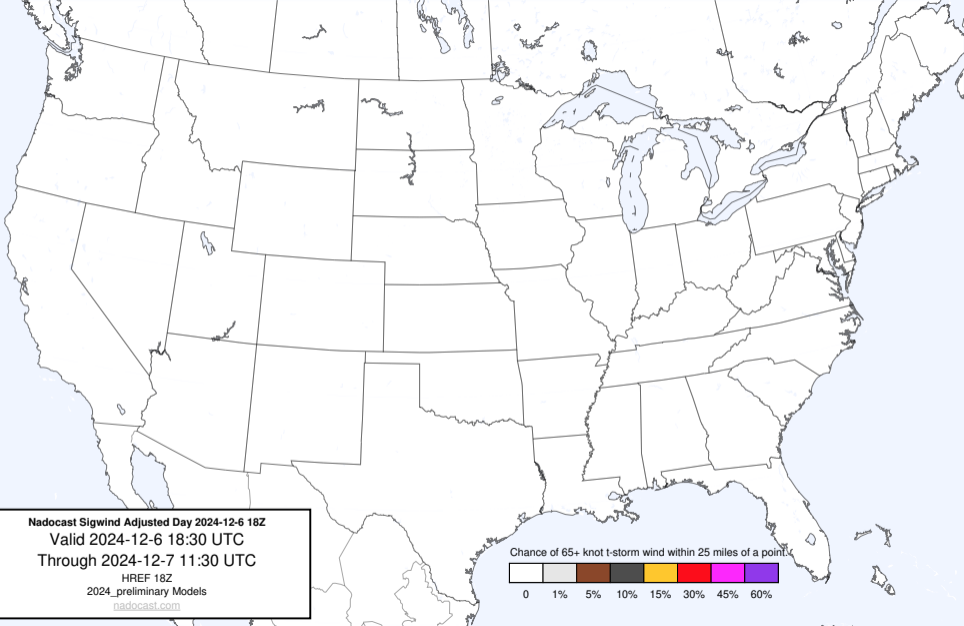 Nadocast Sigwind Adjusted Day 2024-12-6 18Z
Valid 2024-12-6 18:30 UTC
Through 2024-12-7 11:30 UTC
HREF 18Z
2024_preliminary Models
nadocast.com
Chance of 65+ knot t-storm wind within 25 miles of a point.
0 1% 5% 10% 15% 30% 45% 60%